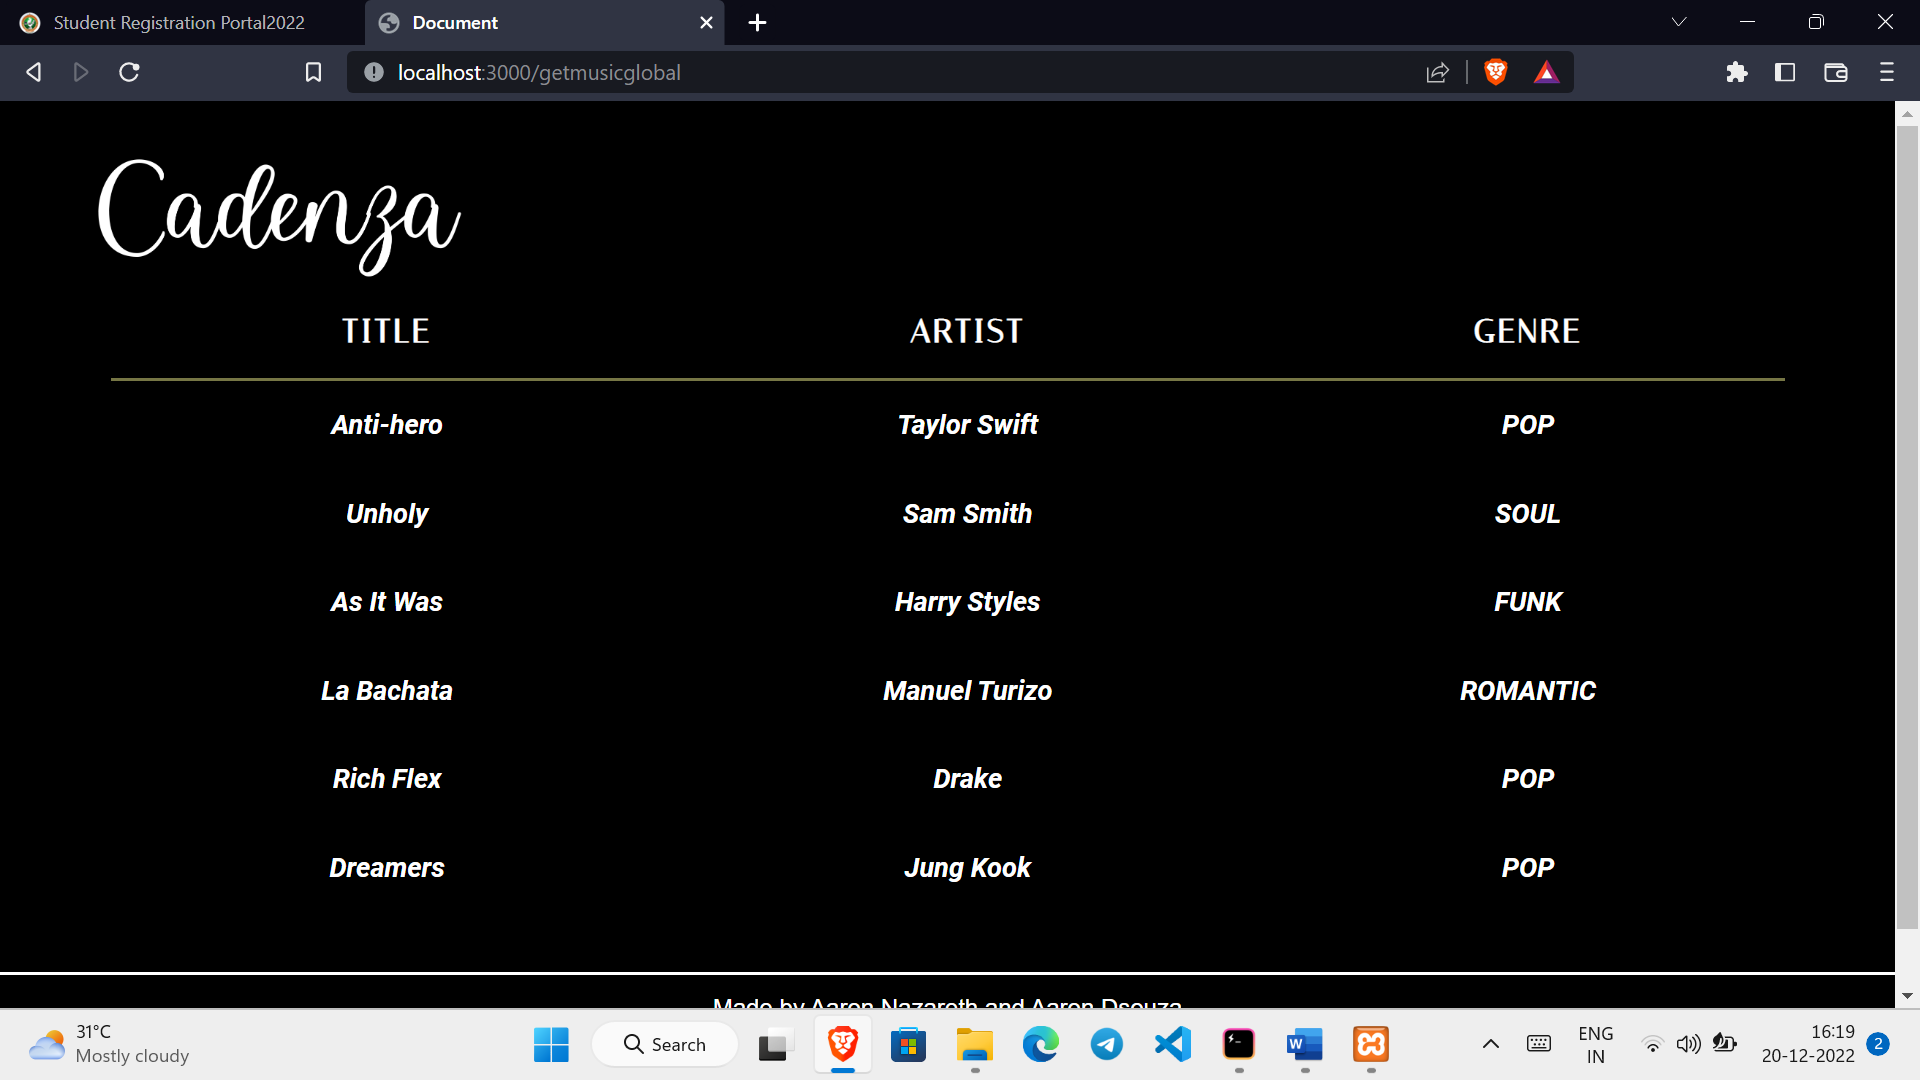 Student Registration Portal2022
Document
localhost:3000/getmusicglobal
Cadenza
TITLE ARTIST GENRE
Anti-hero Taylor Swift POP
Unholy Sam Smith SOUL
As It Was Harry Styles FUNK
La Bachata Manuel Turizo ROMANTIC
Rich Flex Drake POP
Dreamers Jung Kook POP
Made by Aaron Nazareth and Aaron Dsouza
31°C
Mostly cloudy
Search
ENG
IN
16:19
20-12-2022
2